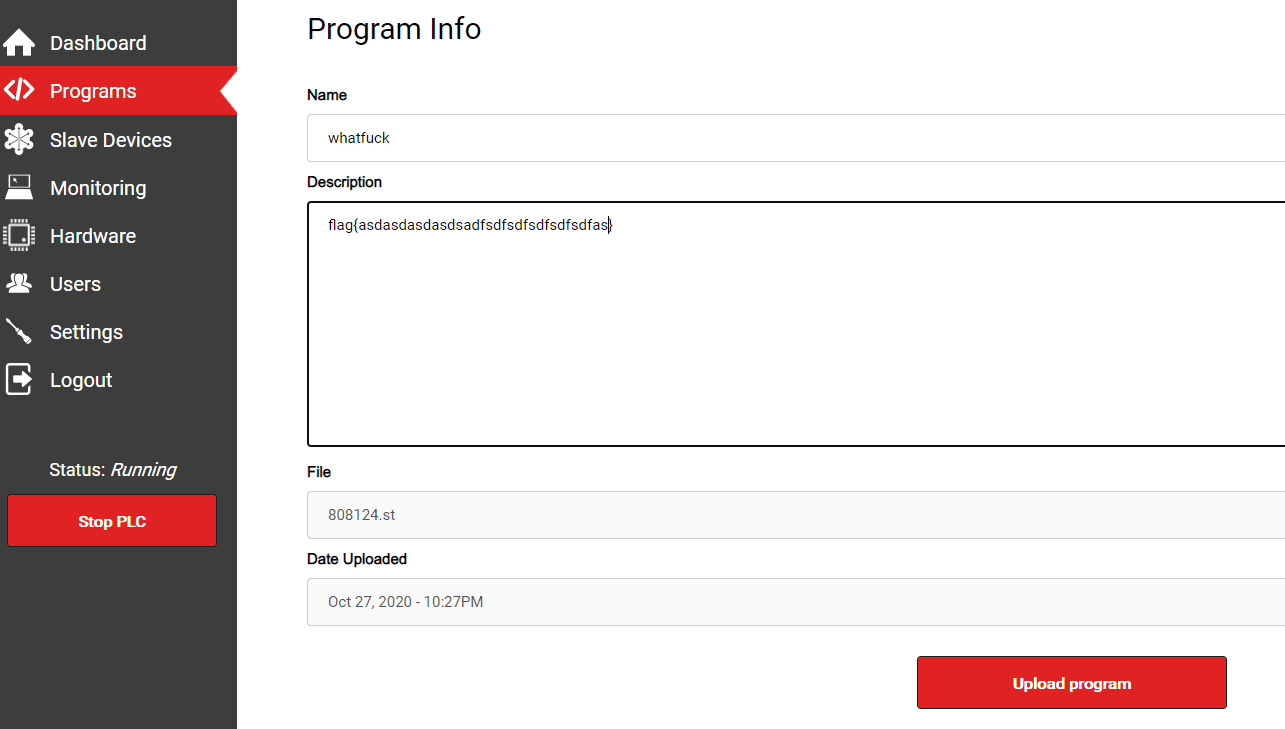 Dashboard
Programs
Slave Devices
Monitoring
Hardware
Users
Settings
Logout
Status: Running
Stop PLC
Program Info
Name
whatfuck
Description
flag{asdasdasdasdsadfsdfsdfsdfsdfsdfas}
File
808124.st
Date Uploaded
Oct 27, 2020 - 10:27PM
Upload program